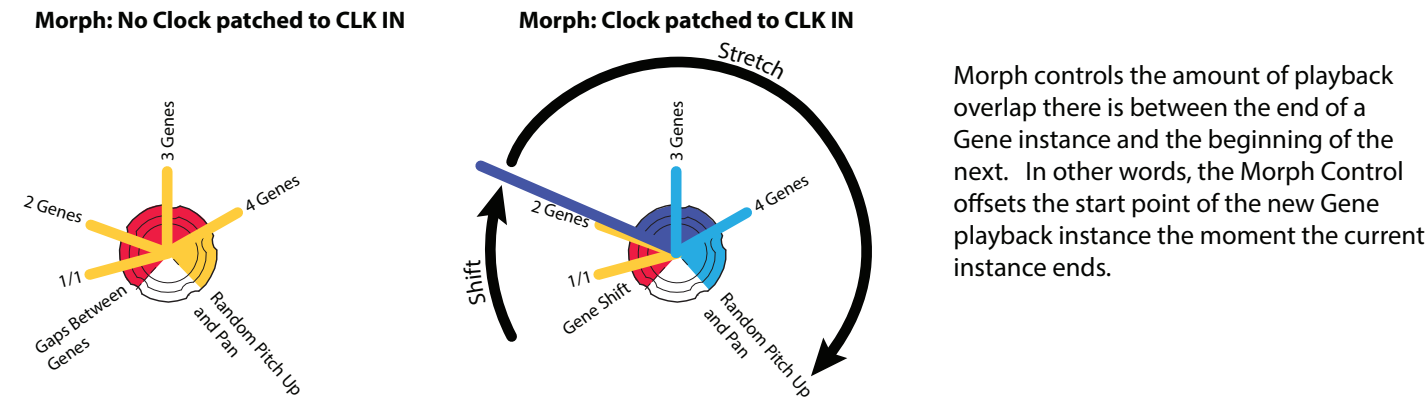 Morph: No Clock patched to CLK IN
3 Genes
2 Genes
4 Genes
1/1
Gaps Between
Genes
Random Pitch Up
and Pan
Morph: Clock patched to CLK IN
Stretch
3 Genes
2 Genes
4 Genes
1/1
Shift
Gene Shift
Random Pitch Up
and Pan
Morph controls the amount of playback
overlap there is between the end of a
Gene instance and the beginning of the
next.   In other words, the Morph Control
offsets the start point of the new Gene
playback instance the moment the current
instance ends.